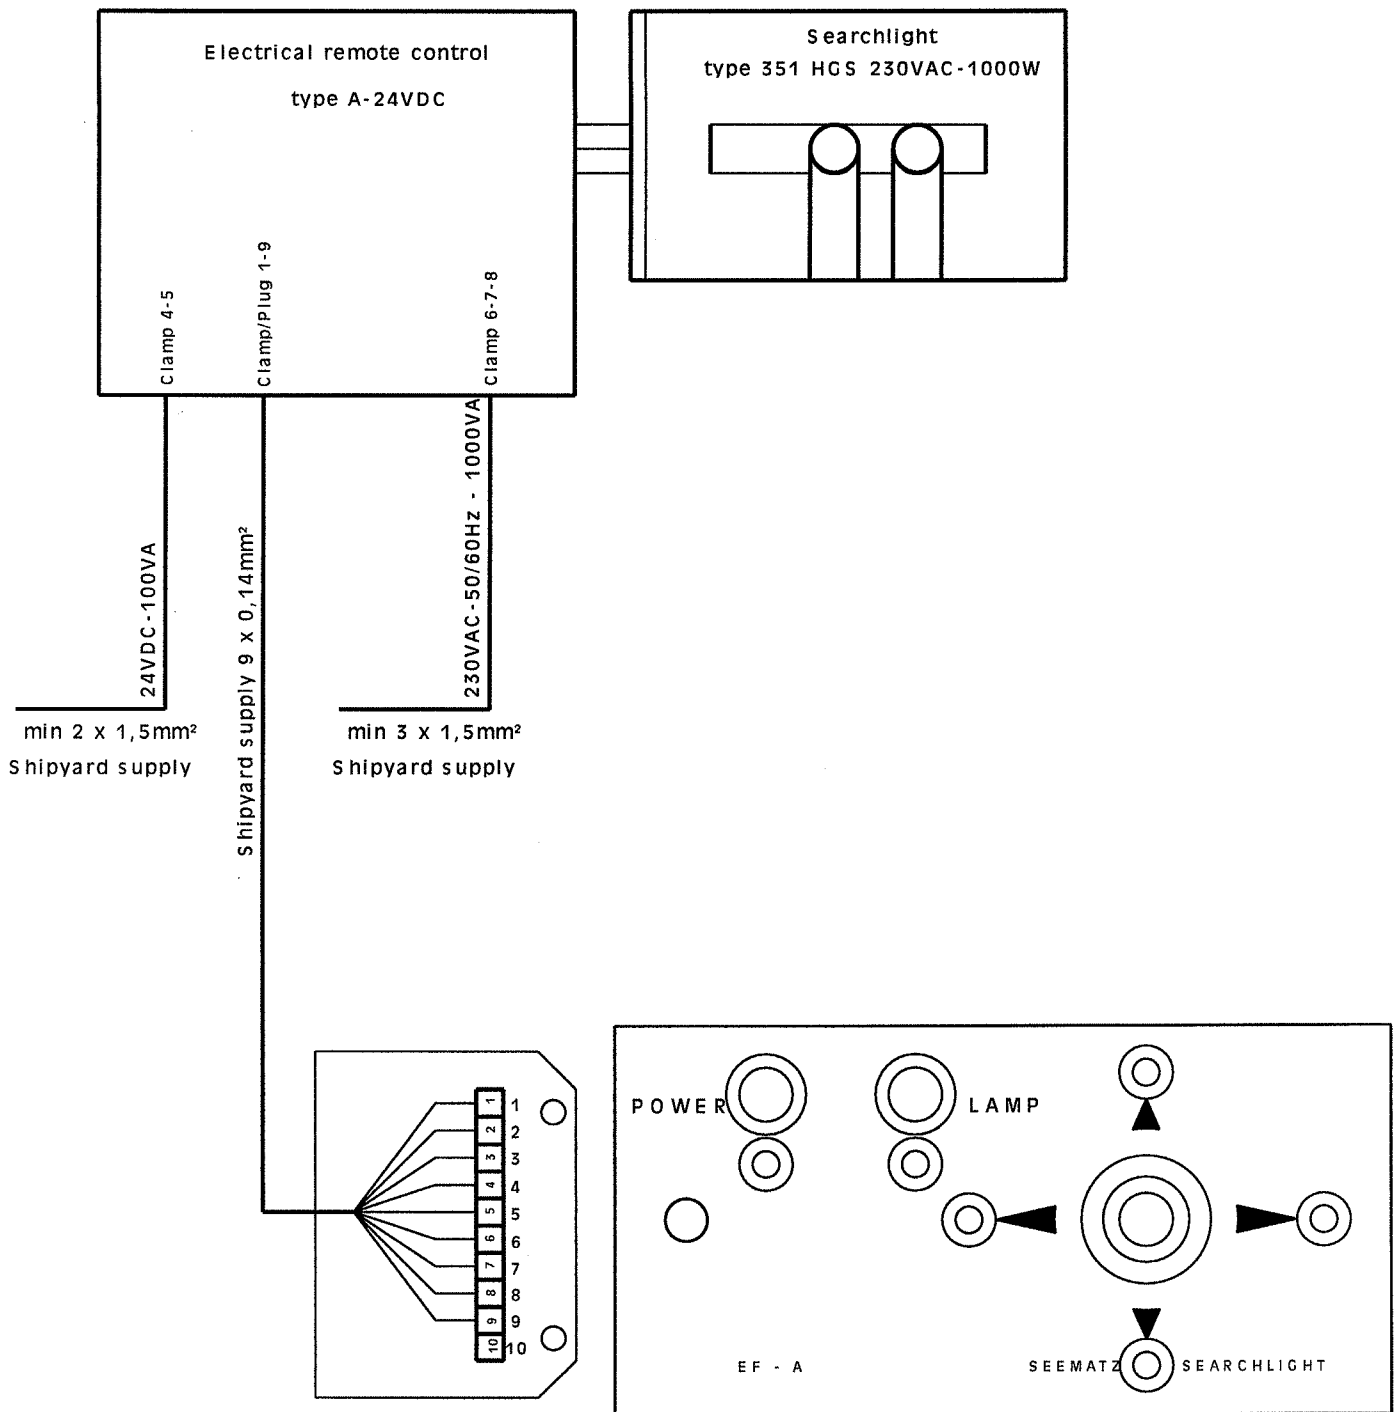 Electrical remote control
type A-24VDC
Searchlight
type 351 HGS 230VAC-1000W
Clamp 4-5
Clamp/Plug 1-9
Clamp 6-7-8
24VDC-100VA
Shipyard supply 9 x 0,14mm²
230VAC-50/60Hz - 1000VA
min 2 x 1,5mm²
Shipyard supply
min 3 x 1,5mm²
Shipyard supply
1 1
2 2
3 3
4 4
5 5
6 6
7 7
8 8
9 9
10 10
POWER
LAMP
EF - A
SEEMATZ SEARCHLIGHT